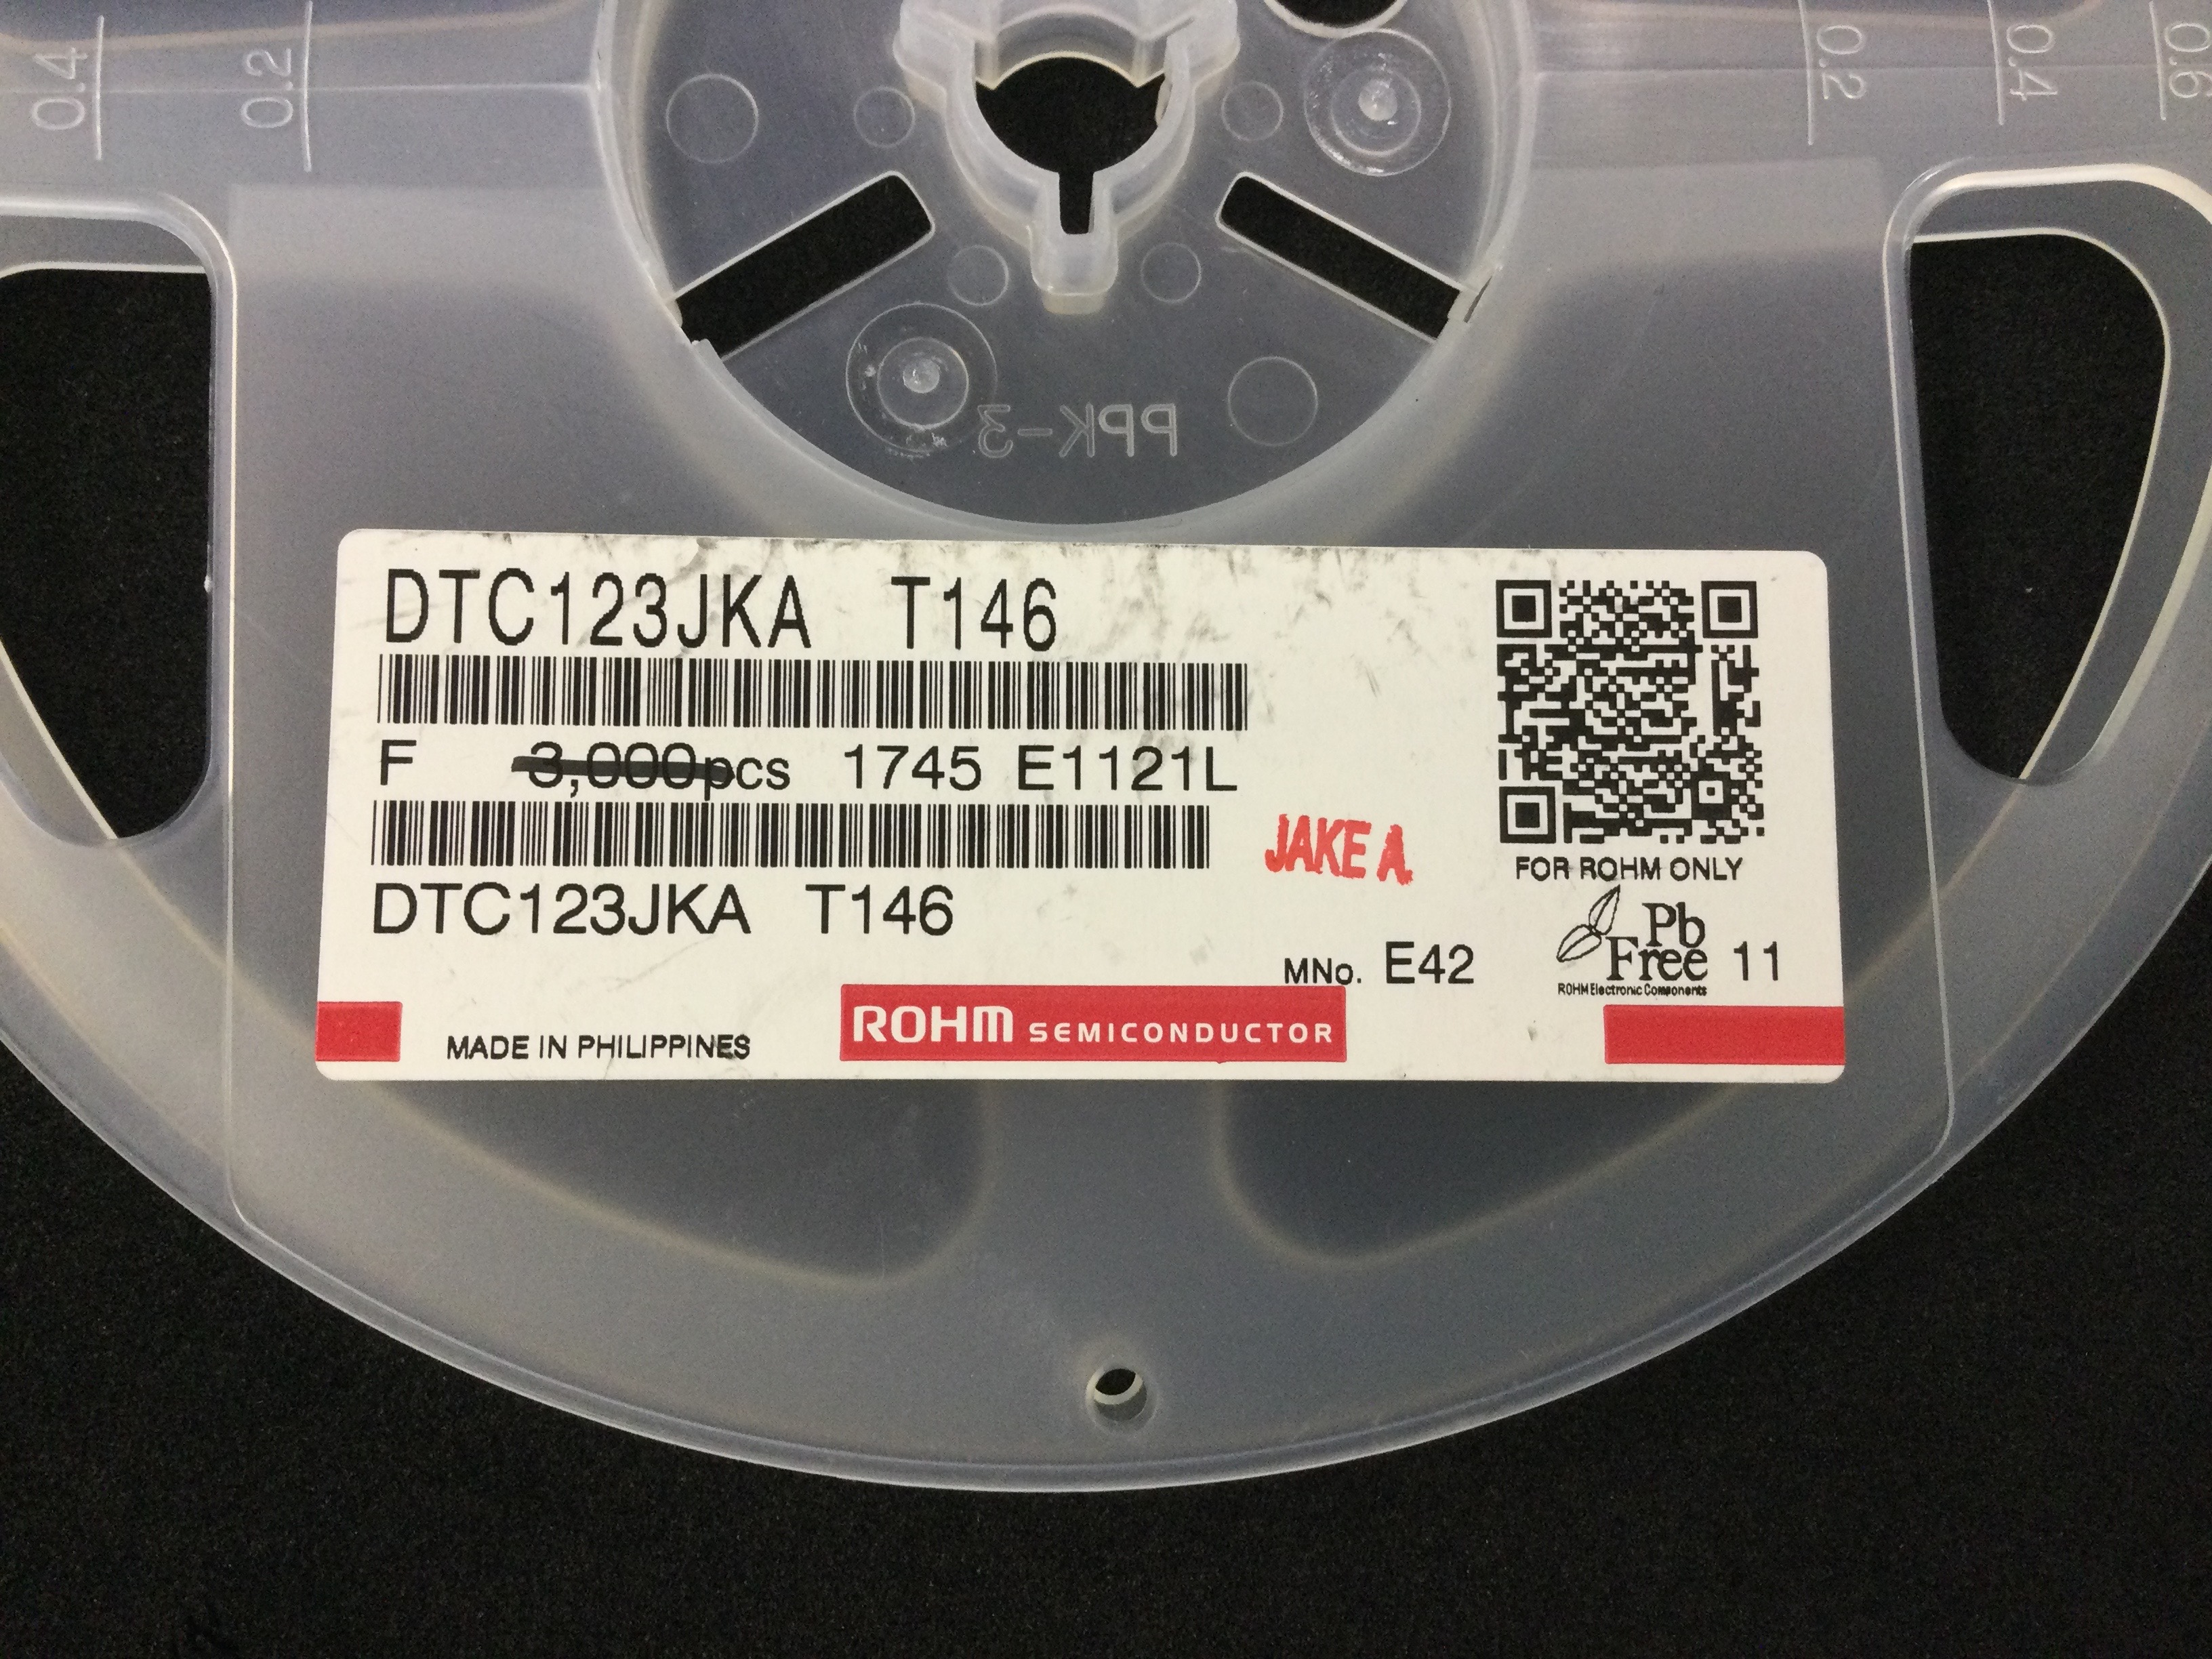 0.4 0.2 0.2 0.4 0.6
PPK-3
DTC123JKA T146
F 3,000pcs 1745 E1121L
JAKE A.
DTC123JKA T146
FOR ROHM ONLY
Pb
Free 11
ROHM Electronic Components
MNo. E42
MADE IN PHILIPPINES
ROHM SEMICONDUCTOR